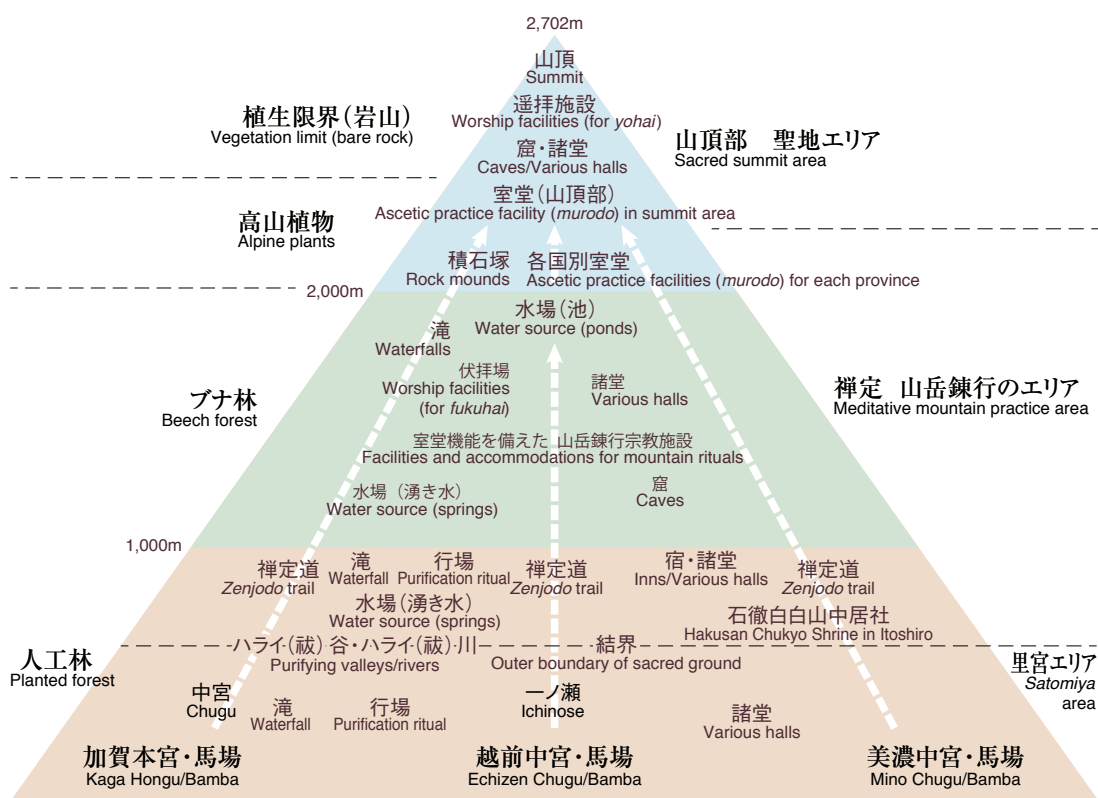 2,702m
山頂
Summit
植生限界（岩山）
Vegetation limit (bare rock)
遥拝施設
Worship facilities (for yohai)
山頂部　聖地エリア
Sacred summit area
窟・諸堂
Caves/Various halls
室堂（山頂部）
Ascetic practice facility (murodo) in summit area
高山植物
Alpine plants
積石塚
Rock mounds
各国別室堂
Ascetic practice facilities (murodo) for each province
2,000m
水場（池）
Water source (ponds)
滝
Waterfalls
伏拝場
Worship facilities
(for fukuhai)
諸堂
Various halls
ブナ林
Beech forest
禅定　山岳錬行のエリア
Meditative mountain practice area
室堂機能を備えた 山岳錬行宗教施設
Facilities and accommodations for mountain rituals
水場（湧き水）
Water source (springs)
窟
Caves
1,000m
禅定道
Zenjodo trail
滝
Waterfall
行場
Purification ritual
禅定道
Zenjodo trail
宿・諸堂
Inns/Various halls
禅定道
Zenjodo trail
水場（湧き水）
Water source (springs)
石徹白白山中居社
Hakusan Chukyo Shrine in Itoshiro
ハライ（祓）谷・ハライ（祓）川
Purifying valleys/rivers
結界
Outer boundary of sacred ground
人工林
Planted forest
里宮エリア
Satomiya
area
中宮
Chugu
滝
Waterfall
行場
Purification ritual
一ノ瀬
Ichinose
諸堂
Various halls
加賀本宮・馬場
Kaga Hongu/Bamba
越前中宮・馬場
Echizen Chugu/Bamba
美濃中宮・馬場
Mino Chugu/Bamba